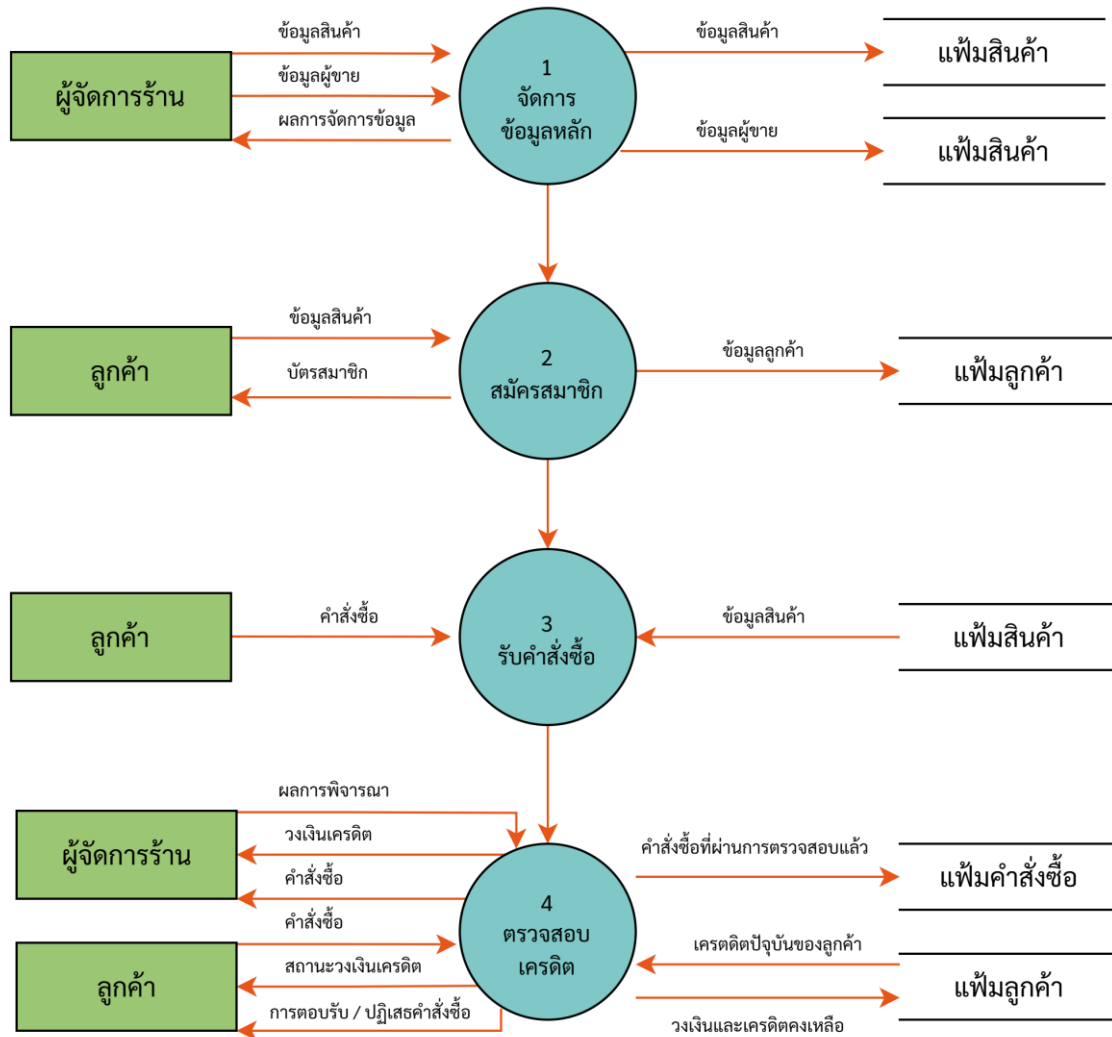 ข้อมูลสินค้า
ข้อมูลผู้ขาย
ผลการจัดการข้อมูล
ผู้จัดการร้าน
1
จัดการ
ข้อมูลหลัก
ข้อมูลสินค้า
แฟ้มสินค้า
ข้อมูลผู้ขาย
แฟ้มสินค้า
ข้อมูลสินค้า
บัตรสมาชิก
ลูกค้า
2
สมัครสมาชิก
ข้อมูลลูกค้า
แฟ้มลูกค้า
ลูกค้า
คำสั่งซื้อ
3
รับคำสั่งซื้อ
ข้อมูลสินค้า
แฟ้มสินค้า
ผลการพิจารณา
วงเงินเครดิต
คำสั่งซื้อ
ผู้จัดการร้าน
คำสั่งซื้อ
สถานะวงเงินเครดิต
การตอบรับ / ปฏิเสธคำสั่งซื้อ
ลูกค้า
4
ตรวจสอบ
เครดิต
คำสั่งซื้อที่ผ่านการตรวจสอบแล้ว
แฟ้มคำสั่งซื้อ
เครตดิตปัจุบันของลูกค้า
แฟ้มลูกค้า
วงเงินและเครดิตคงเหลือ